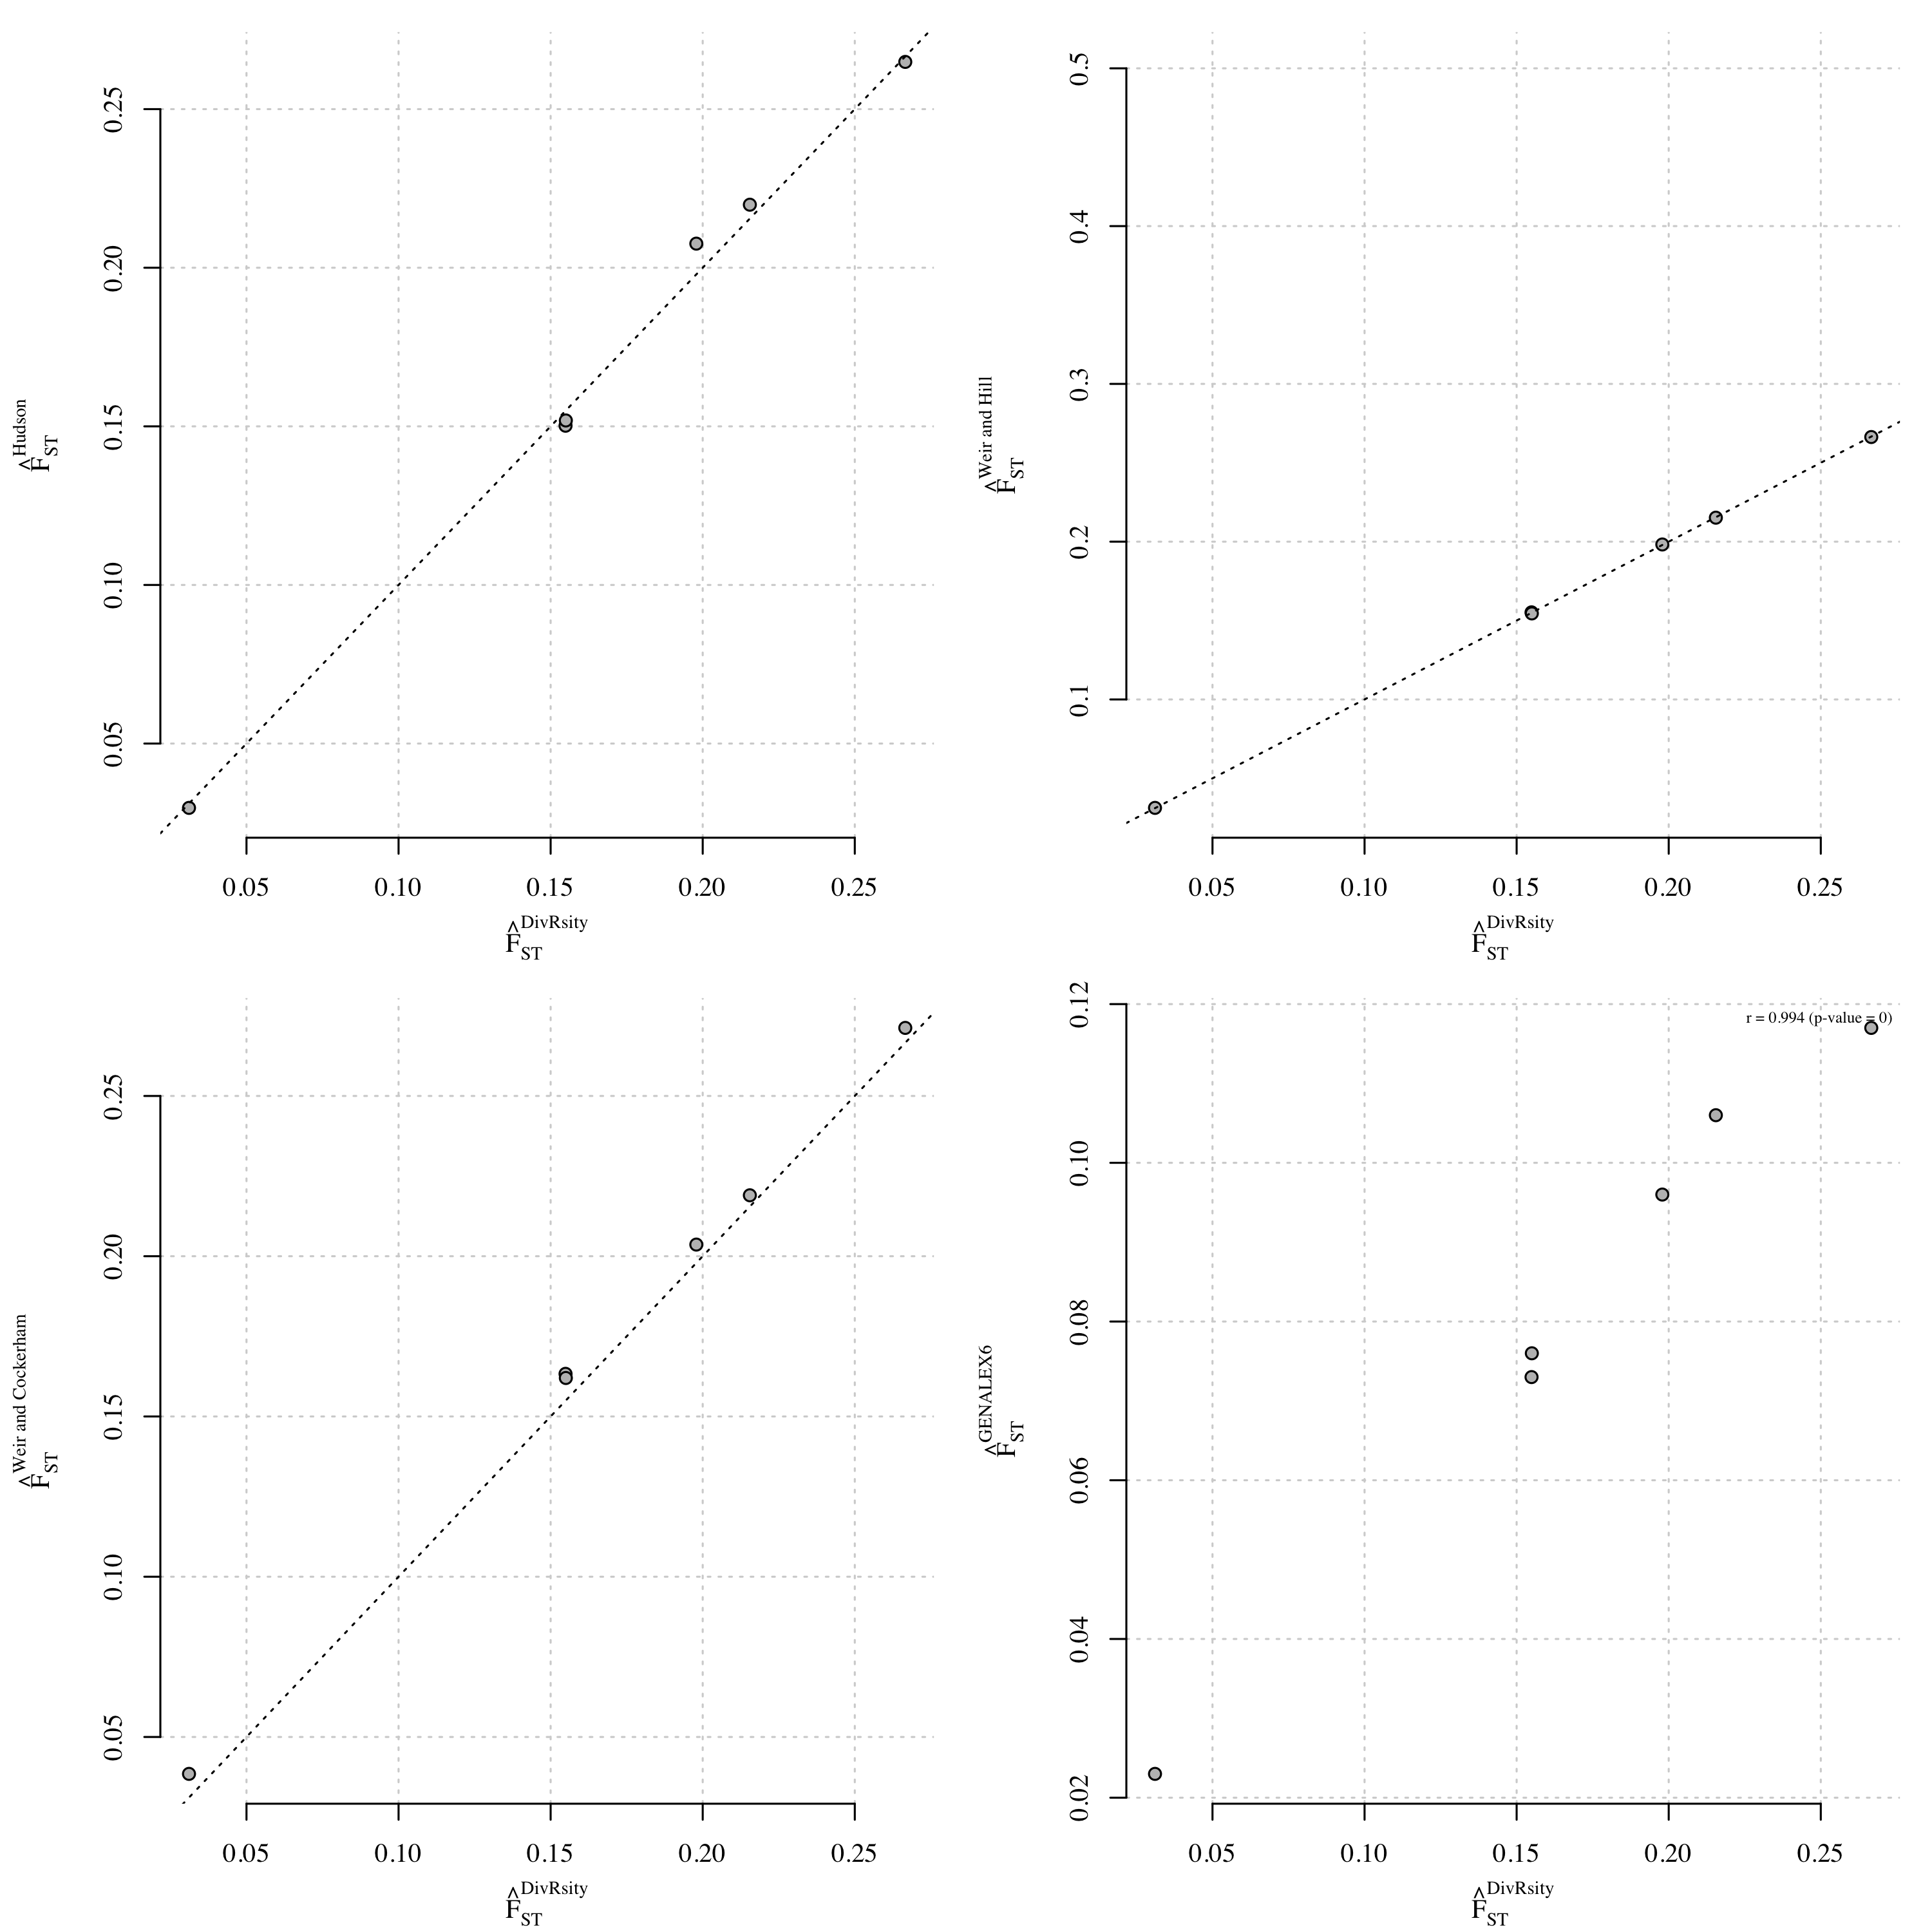 0.25
0.20
0.15
0.10
0.05
F̂ST Hudson
0.05 0.10 0.15 0.20 0.25
F̂ST DivRsity
0.5
0.4
0.3
0.2
0.1
F̂ST Weir and Hill
0.05 0.10 0.15 0.20 0.25
F̂ST DivRsity
0.25
0.20
0.15
0.10
0.05
F̂ST Weir and Cockerham
0.05 0.10 0.15 0.20 0.25
F̂ST DivRsity
r = 0.994 (p-value = 0)
0.12
0.10
0.08
0.06
0.04
0.02
F̂ST GENALEX6
0.05 0.10 0.15 0.20 0.25
F̂ST DivRsity